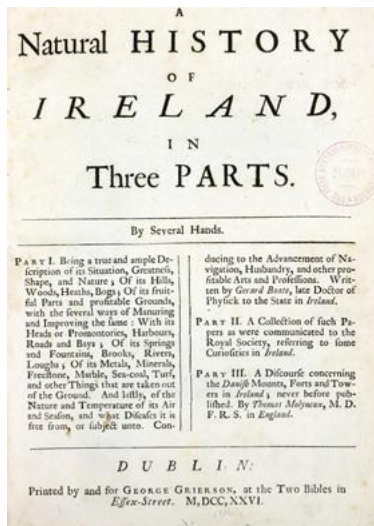 A
Natural HISTORY
OF
IRELAND,
IN
Three PARTS.
By Several Hands.
PART I. Being a true and ample De-
scription of its Situation, Greatness,
Shape, and Nature; Of its Hills,
Woods, Heaths, Bogs; Of its fruit-
ful Parts and profitable Grounds,
with the several ways of Manuring
and Improving the same: With its
Heads or Promontories, Harbours,
Roads and Bays; Of its Springs
and Fountains, Brooks, Rivers,
Loughs; Of its Metals, Minerals,
Freestone, Marble, Sea-coal, Turf,
and other Things that are taken out
of the Ground. And lastly, of the
Nature and Temperature of its Air
and Season, and what Diseases it is
free from, or subject unto. Con-
ducing to the Advancement of Na-
vigation, Husbandry, and other pro-
fitable Arts and Professions. Writ-
ten by Gerard Boate, late Doctor of
Physick to the State in Ireland.
PART II. A Collection of such Pa-
pers as were communicated to the
Royal Society, referring to some
Curiosities in Ireland.
PART III. A Discourse concerning
the Danish Mounts, Forts and Tow-
ers in Ireland; never before pub-
lished. By Thomas Molyneux, M. D.
F. R. S. in England.
DUBLIN:
Printed by and for GEORGE GRIERSON, at the Two Bibles in
Essex-Street. M,DCC,XXVI.